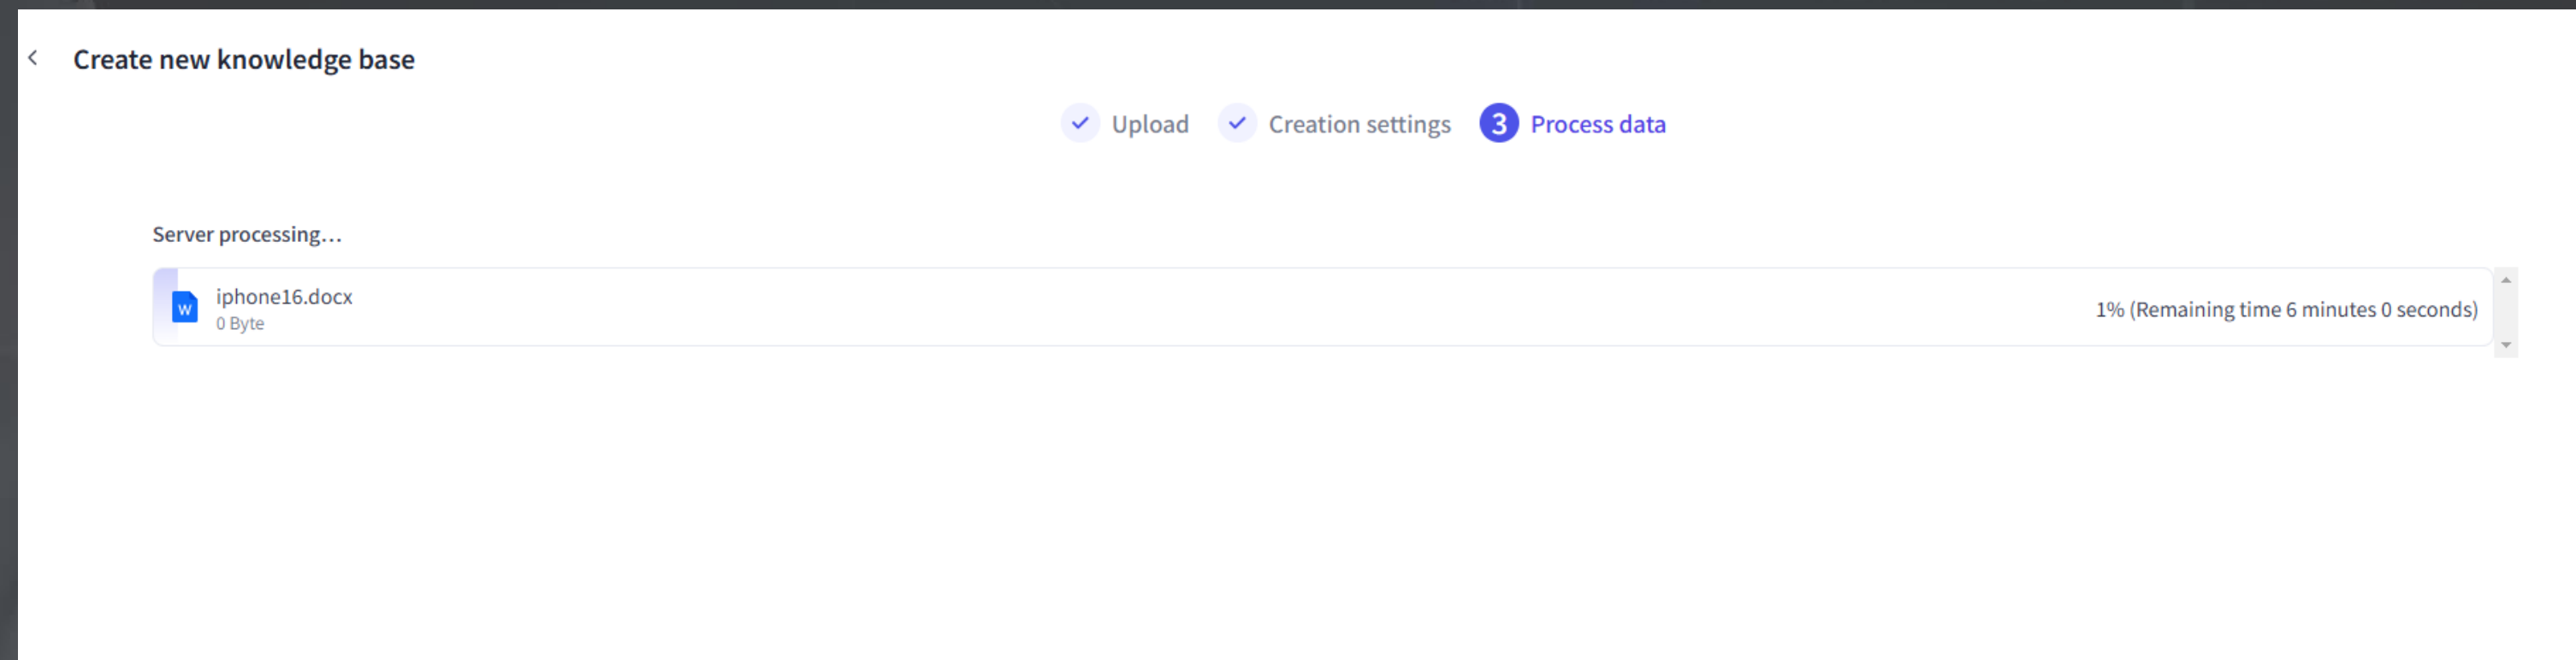 Create new knowledge base
Upload
Creation settings
3 Process data
Server processing...
W
iphone16.docx
0 Byte
1% (Remaining time 6 minutes 0 seconds)